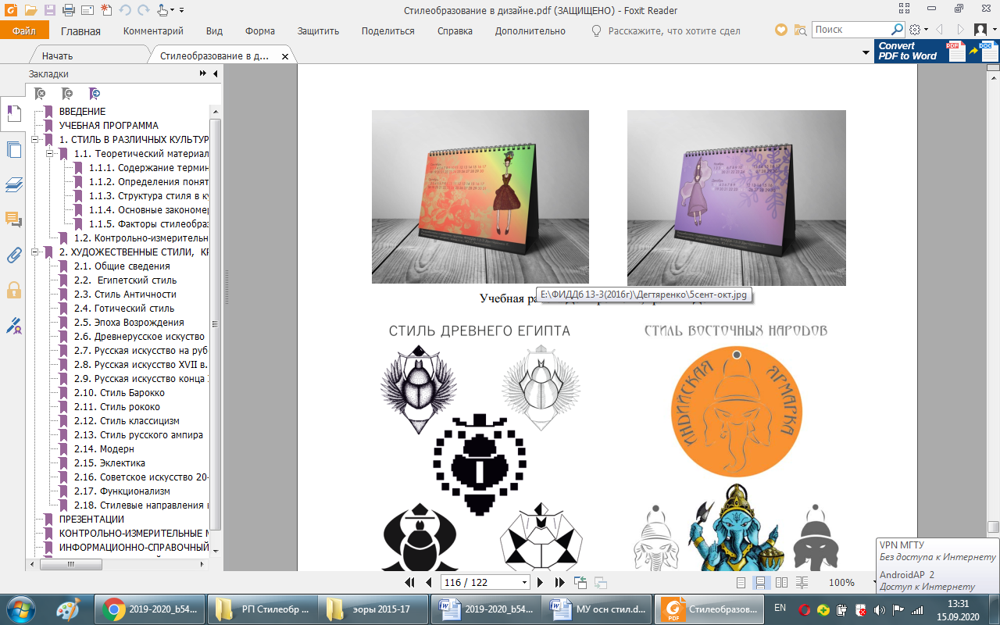 Стилеобразование в дизайне.pdf (ЗАЩИЩЕНО) - Foxit Reader
Файл Главная Комментарий Вид Форма Защитить Поделиться Справка Дополнительно Расскажите, что хотите сдел Поиск
Начать Стилеобразование в д...
Convert
PDF to Word
PDF DOC
Закладки
ВВЕДЕНИЕ
УЧЕБНАЯ ПРОГРАММА
1. СТИЛЬ В РАЗЛИЧНЫХ КУЛЬТУР
1.1. Теоретический материал
1.1.1. Содержание термин
1.1.2. Определения понят
1.1.3. Структура стиля в ку
1.1.4. Основные закономер
1.1.5. Факторы стилеобраз
1.2. Контрольно-измерительн
2. ХУДОЖЕСТВЕННЫЕ СТИЛИ, КР
2.1. Общие сведения
2.2. Египетский стиль
2.3. Стиль Античности
2.4. Готический стиль
2.5. Эпоха Возрождения
2.6. Древнерусское искуство
2.7. Русская искусство на руб
2.8. Русская искусство XVII в.
2.9. Русская искусство конца
2.10. Стиль Барокко
2.11. Стиль рококо
2.12. Стиль классицизм
2.13. Стиль русского ампира
2.14. Модерн
2.15. Эклектика
2.16. Советское искусство 20-
2.17. Функционализм
2.18. Стилевые направления
ПРЕЗЕНТАЦИИ
КОНТРОЛЬНО-ИЗМЕРИТЕЛЬНЫЕ М
ИНФОРМАЦИОННО-СПРАВОЧНЫЙ
Учебная
E:\ФИДДб 13-3(2016г)\Дегтяренко\5сент-окт.jpg
СТИЛЬ ДРЕВНЕГО ЕГИПТА
СТИЛЬ ВОСТОЧНЫХ НАРОДОВ
ИНДИЙСКАЯ ЯРМАРКА
116 / 122
100%
VPN МГТУ
Без доступа к Интернету
AndroidAP 2
Доступ к Интернету
2019-2020_b54... РП Стилеобр ... эоры 2015-17 2019-2020_b54... МУ осн стил.d... Стилеобразов...
EN
13:31
15.09.2020